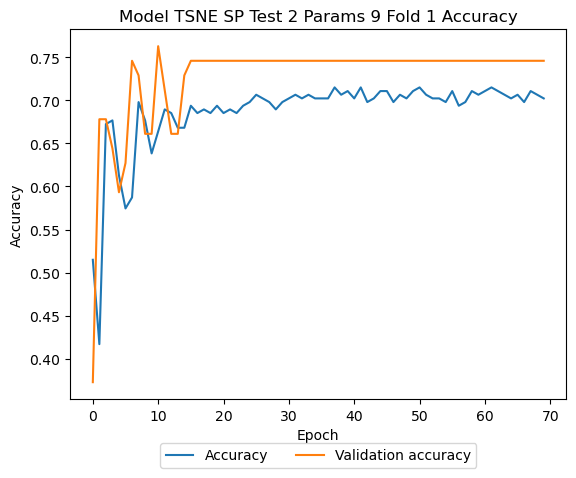 Model TSNE SP Test 2 Params 9 Fold 1 Accuracy
0.75
0.70
0.65
0.60
0.55
0.50
0.45
0.40
Accuracy
0 10 20 30 40 50 60 70
Epoch
Accuracy Validation accuracy